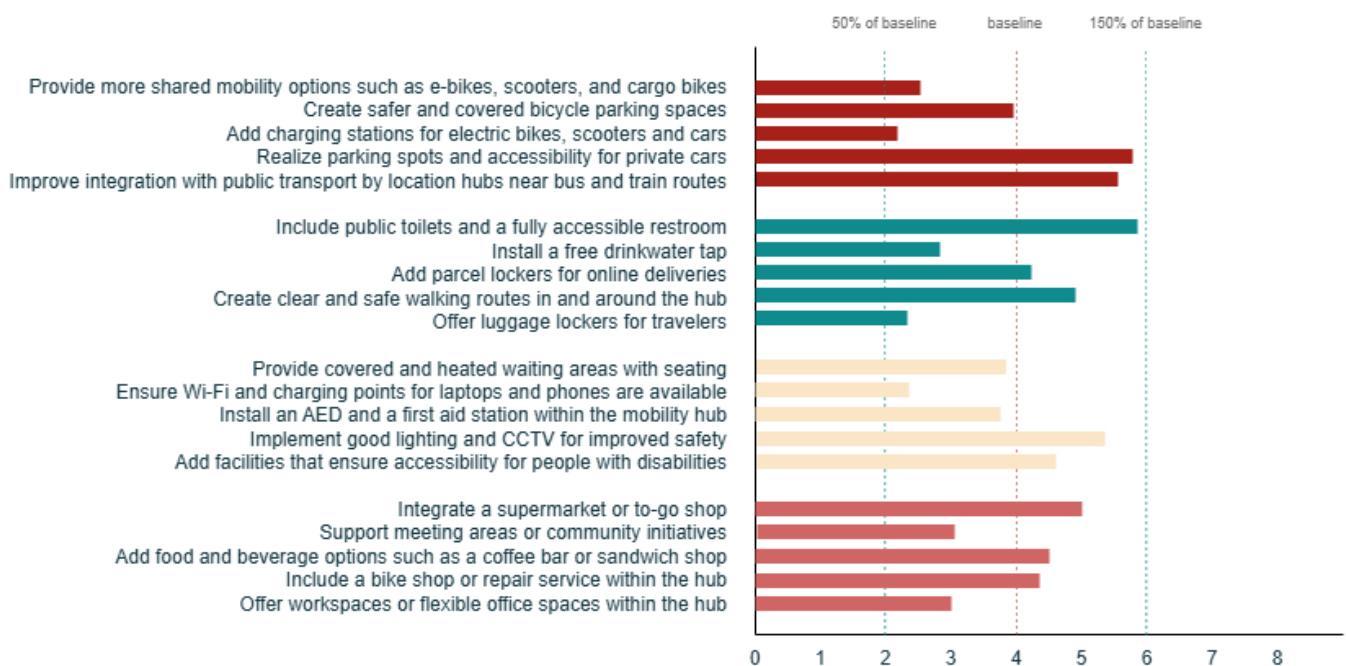 50% of baseline baseline 150% of baseline
Provide more shared mobility options such as e-bikes, scooters, and cargo bikes
Create safer and covered bicycle parking spaces
Add charging stations for electric bikes, scooters and cars
Realize parking spots and accessibility for private cars
Improve integration with public transport by location hubs near bus and train routes
Include public toilets and a fully accessible restroom
Install a free drinkwater tap
Add parcel lockers for online deliveries
Create clear and safe walking routes in and around the hub
Offer luggage lockers for travelers
Provide covered and heated waiting areas with seating
Ensure Wi-Fi and charging points for laptops and phones are available
Install an AED and a first aid station within the mobility hub
Implement good lighting and CCTV for improved safety
Add facilities that ensure accessibility for people with disabilities
Integrate a supermarket or to-go shop
Support meeting areas or community initiatives
Add food and beverage options such as a coffee bar or sandwich shop
Include a bike shop or repair service within the hub
Offer workspaces or flexible office spaces within the hub
0 1 2 3 4 5 6 7 8